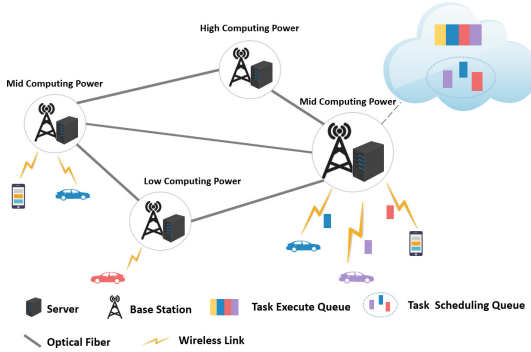 High Computing Power
Mid Computing Power
Mid Computing Power
Low Computing Power
Server
Base Station
Task Execute Queue
Task Scheduling Queue
Optical Fiber
Wireless Link